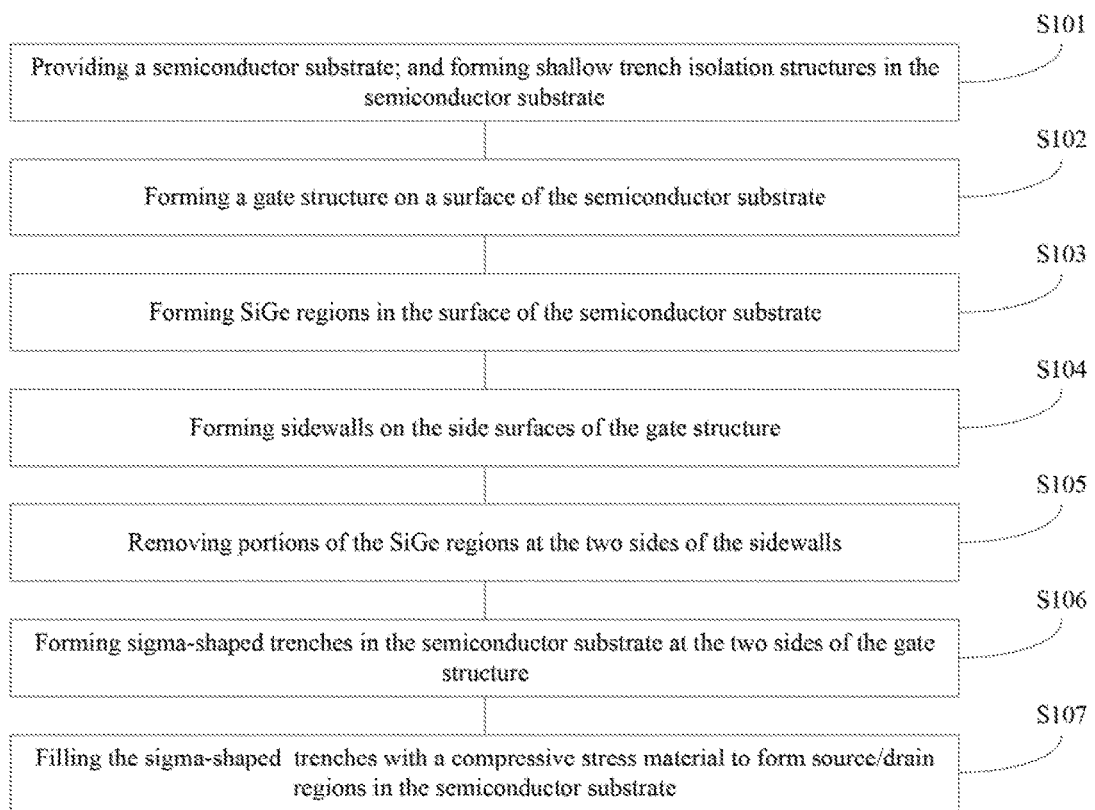 S101
Providing a semiconductor substrate; and forming shallow trench isolation structures in the
semiconductor substrate
S102
Forming a gate structure on a surface of the semiconductor substrate
S103
Forming SiGe regions in the surface of the semiconductor substrate
S104
Forming sidewalls on the side surfaces of the gate structure
S105
Removing portions of the SiGe regions at the two sides of the sidewalls
S106
Forming sigma-shaped trenches in the semiconductor substrate at the two sides of the gate
structure
S107
Filling the sigma-shaped trenches with a compressive stress material to form source/drain
regions in the semiconductor substrate